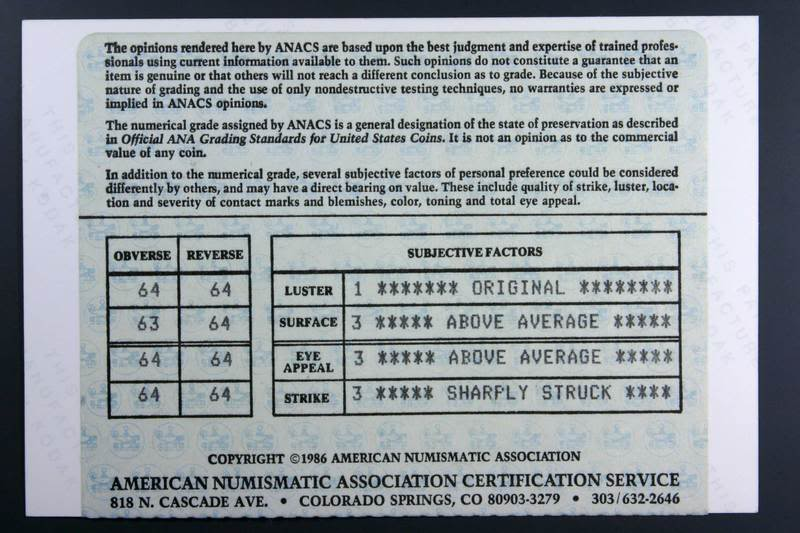 The opinions rendered here by ANACS are based upon the best judgment and expertise of trained profes-
sionals using current information available to them. Such opinions do not constitute a guarantee that an
item is genuine or that others will not reach a different conclusion as to grade. Because of the subjective
nature of grading and the use of only nondestructive testing techniques, no warranties are expressed or
implied in ANACS opinions.
The numerical grade assigned by ANACS is a general designation of the state of preservation as described
in Official ANA Grading Standards for United States Coins. It is not an opinion as to the commercial
value of any coin.
In addition to the numerical grade, several subjective factors of personal preference could be considered
differently by others, and may have a direct bearing on value. These include quality of strike, luster, loca-
tion and severity of contact marks and blemishes, color, toning and total eye appeal.
OBVERSE REVERSE SUBJECTIVE FACTORS
64 64 LUSTER 1 ******* ORIGINAL ********
63 64 SURFACE 3 ***** ABOVE AVERAGE *****
64 64 EYE APPEAL 3 ***** ABOVE AVERAGE *****
64 64 STRIKE 3 ***** SHARPLY STRUCK ****
COPYRIGHT ©1986 AMERICAN NUMISMATIC ASSOCIATION
AMERICAN NUMISMATIC ASSOCIATION CERTIFICATION SERVICE
818 N. CASCADE AVE. • COLORADO SPRINGS, CO 80903-3279 • 303/632-2646